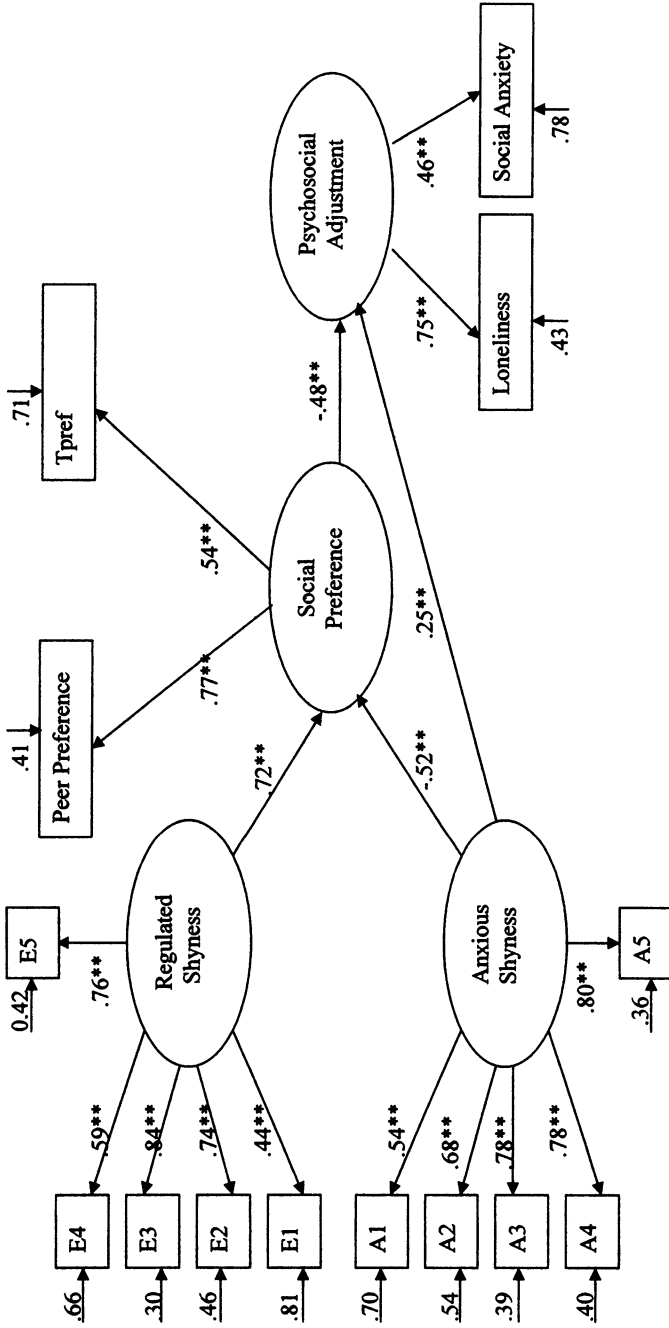 0.42
E5
.76**
.66
E4
.59**
.30
E3
.84**
.46
E2
.74**
.81
E1
.44**
Regulated
Shyness
.41
Peer Preference
.77**
.71
Tpref
.54**
.72**
Social
Preference
-.48**
Psychosocial
Adjustment
-.52**
.25**
.75**
.46**
Loneliness
.43
Social Anxiety
.78
Anxious
Shyness
.70
A1
.54**
.54
A2
.68**
.39
A3
.78**
.40
A4
.78**
.80**
.36
A5